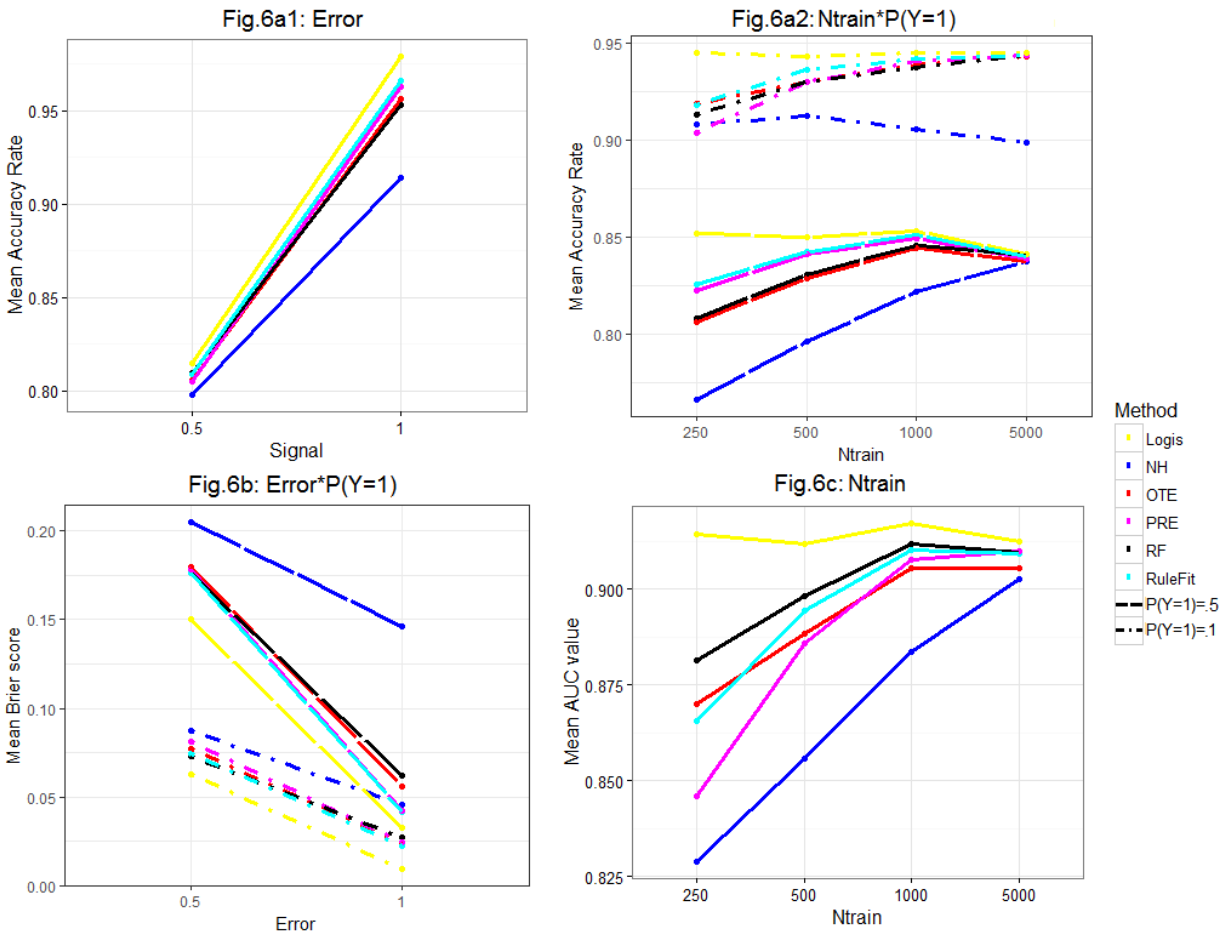 Fig.6a1: Error
0.95
0.90
0.85
0.80
Mean Accuracy Rate
0.5
1
Signal
Fig.6a2: Ntrain*P(Y=1)
0.95
0.90
0.85
0.80
Mean Accuracy Rate
250
500
1000
5000
Ntrain
Fig.6b: Error*P(Y=1)
0.20
0.15
0.10
0.05
0.00
Mean Brier score
0.5
1
Error
Fig.6c: Ntrain
0.900
0.875
0.850
0.825
Mean AUC value
250
500
1000
5000
Ntrain
Method
Logis
NH
OTE
PRE
RF
RuleFit
P(Y=1)=.5
P(Y=1)=.1